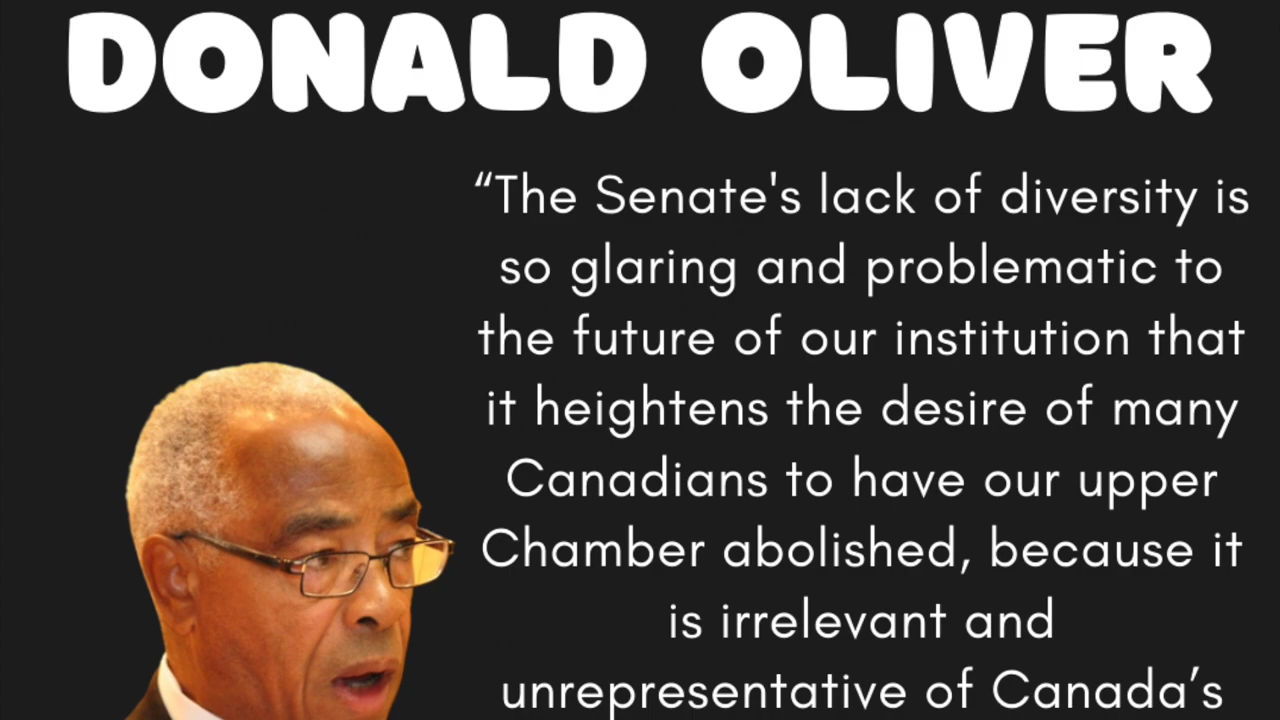 DONALD OLIVER
“The Senate's lack of diversity is
so glaring and problematic to
the future of our institution that
it heightens the desire of many
Canadians to have our upper
Chamber abolished, because it
is irrelevant and
unrepresentative of Canada’s